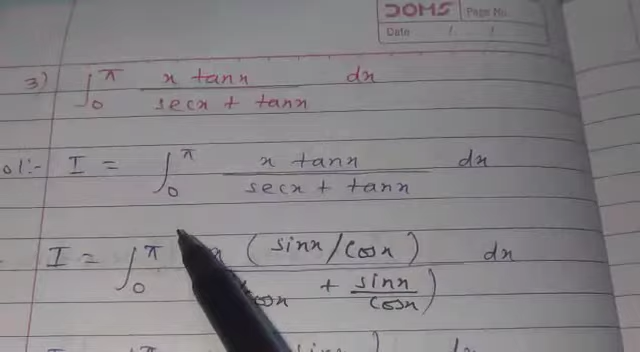 DOMS Page No.
Date / /
3) ∫₀^π x tanx / secx + tanx dx
I = ∫₀^π x tanx / secx + tanx dx
I = ∫₀^π (sinx/cosx) / + sinx/cosx) dx